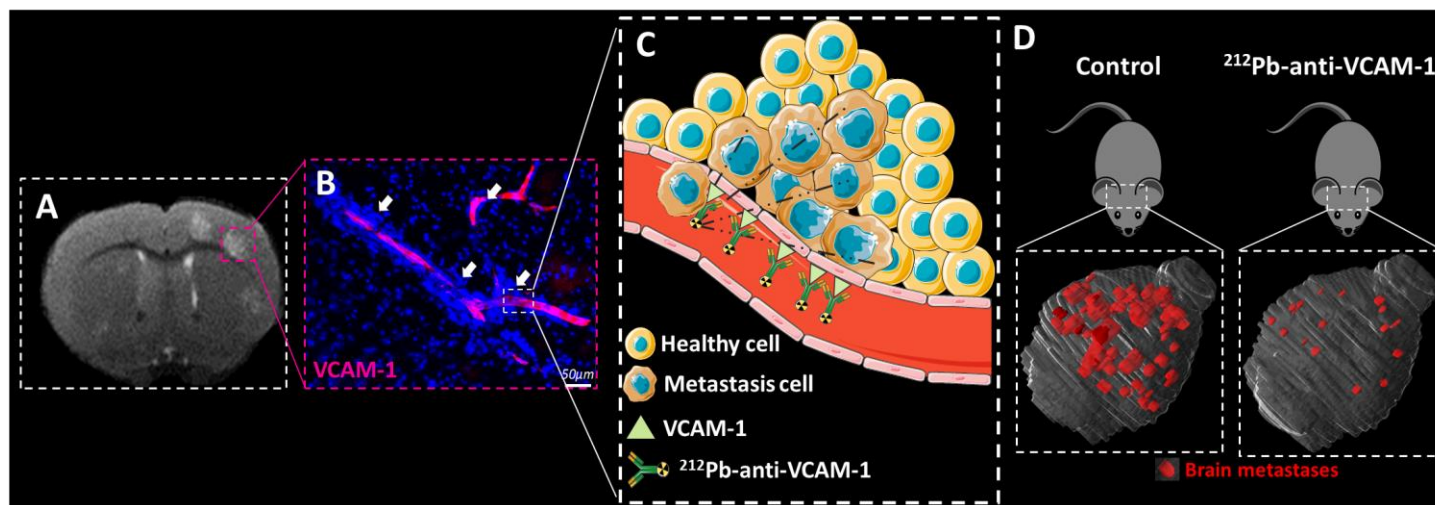 A
B
VCAM-1
50µm
C
Healthy cell
Metastasis cell
VCAM-1
²¹²Pb-anti-VCAM-1
D
Control
²¹²Pb-anti-VCAM-1
Brain metastases